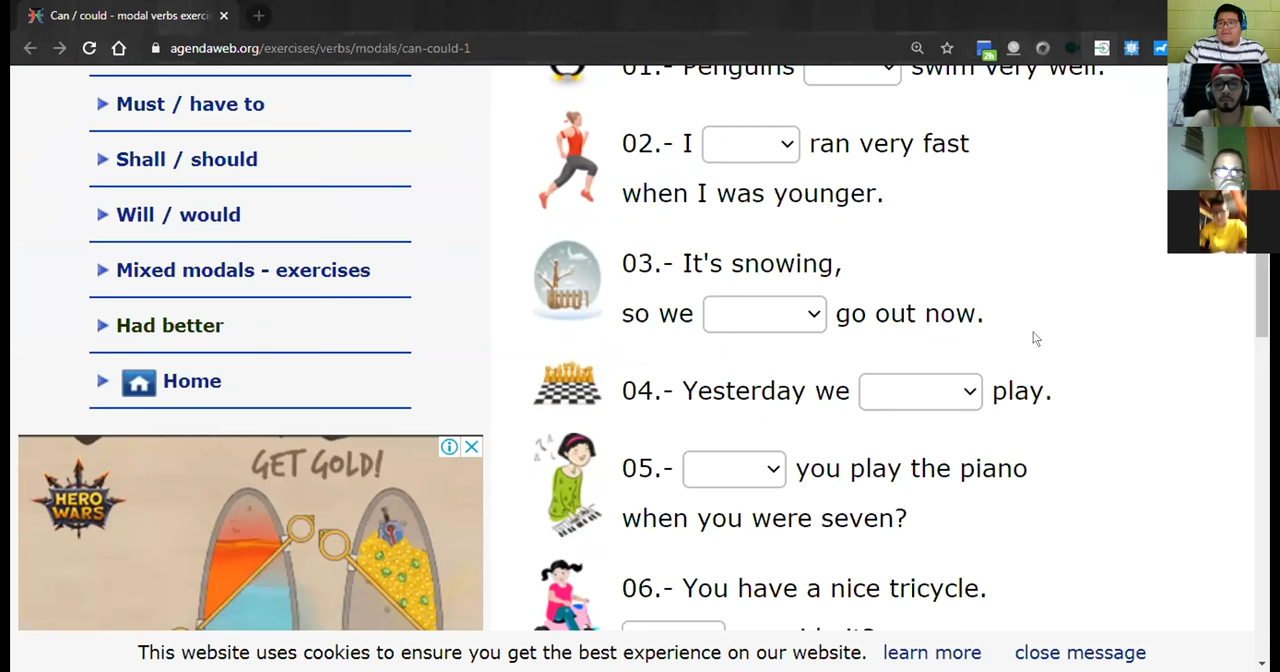 Can / could - modal verbs exerci
agendaweb.org/exercises/verbs/modals/can-could-1
2h
Must / have to
Shall / should
Will / would
Mixed modals - exercises
Had better
Home
GET GOLD!
HERO
WARS
01.- Penguins swim very well.
02.- I ran very fast
when I was younger.
03.- It's snowing,
so we go out now.
04.- Yesterday we play.
05.- you play the piano
when you were seven?
06.- You have a nice tricycle.
This website uses cookies to ensure you get the best experience on our website. learn more close message